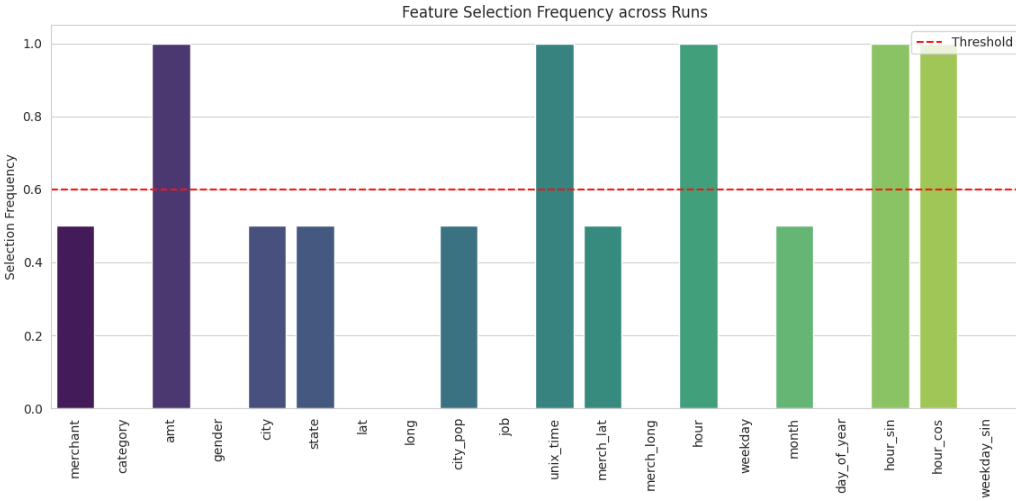 Feature Selection Frequency across Runs
Threshold
Selection Frequency
1.0
0.8
0.6
0.4
0.2
0.0
merchant
category
amt
gender
city
state
lat
long
city_pop
job
unix_time
merch_lat
merch_long
hour
weekday
month
day_of_year
hour_sin
hour_cos
weekday_sin